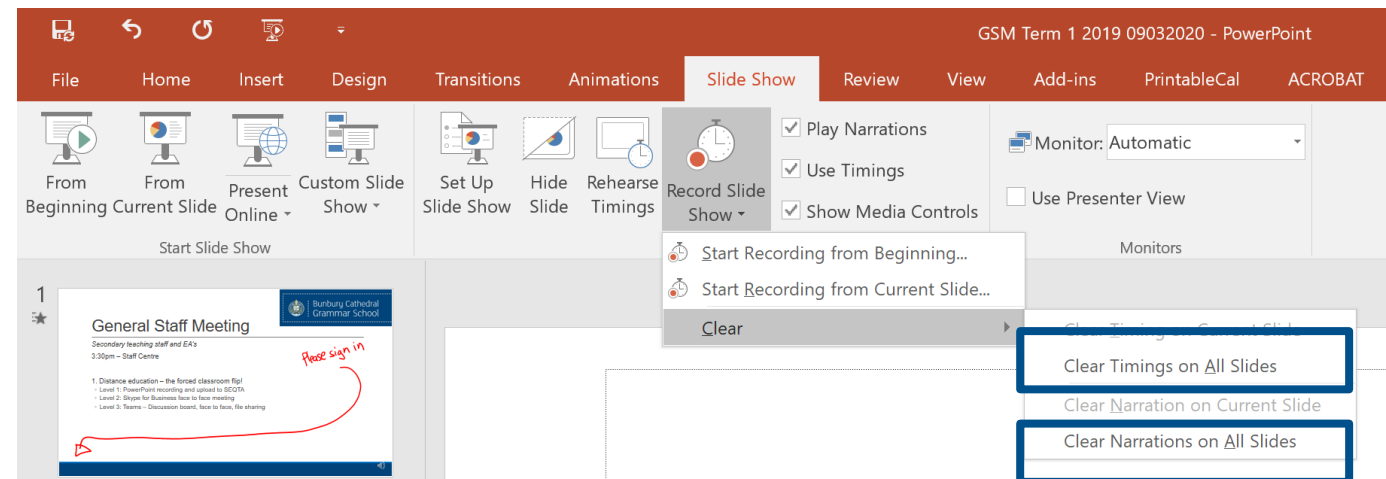 GSM Term 1 2019 09032020 - PowerPoint
File Home Insert Design Transitions Animations Slide Show Review View Add-ins PrintableCal ACROBAT
From Beginning
From Current Slide
Present Online
Custom Slide Show
Start Slide Show
Set Up Slide Show
Hide Slide
Rehearse Timings
Record Slide Show
Play Narrations
Use Timings
Show Media Controls
Monitor: Automatic
Use Presenter View
Monitors
Start Recording from Beginning...
Start Recording from Current Slide...
Clear
Clear Timing on Current Slide
Clear Timings on All Slides
Clear Narration on Current Slide
Clear Narrations on All Slides
1
Bunbury Cathedral
Grammar School
General Staff Meeting
Secondary teaching staff and EA's
3:30pm – Staff Centre
Please sign in
1. Distance education – the forced classroom flip!
- Level 1: PowerPoint recording and upload to SEQTA
- Level 2: Skype for Business face to face meeting
- Level 3: Teams – Discussion board, face to face, file sharing